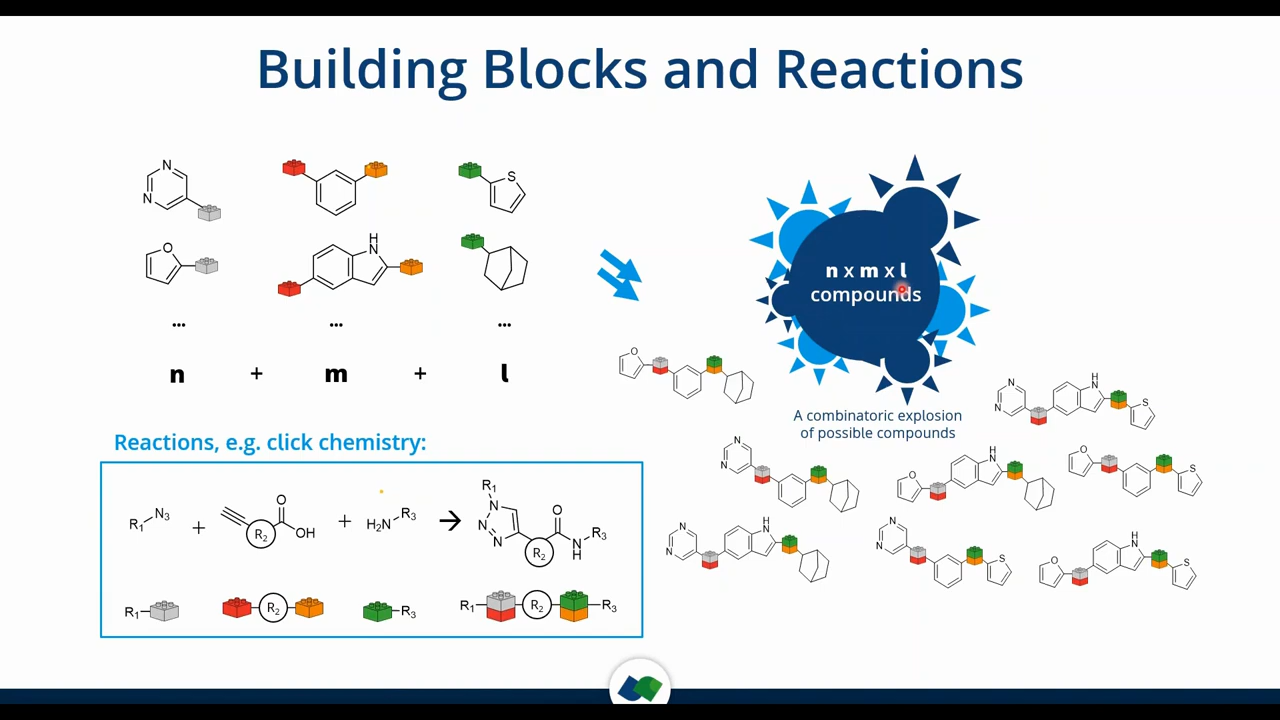 Building Blocks and Reactions
N
N
S
O
H
N
... ... ...
n + m + l
n x m x l
compounds
A combinatoric explosion
of possible compounds
O
N
N
H
N
S
N
N
O
H
N
O
S
N
N
H
N
N
N
S
O
H
N
S
Reactions, e.g. click chemistry:
R1 N3 + R2 O OH + H2N R3 → R1 N N N R2 O N H R3
R1 R2 R3 R1 R2 R3